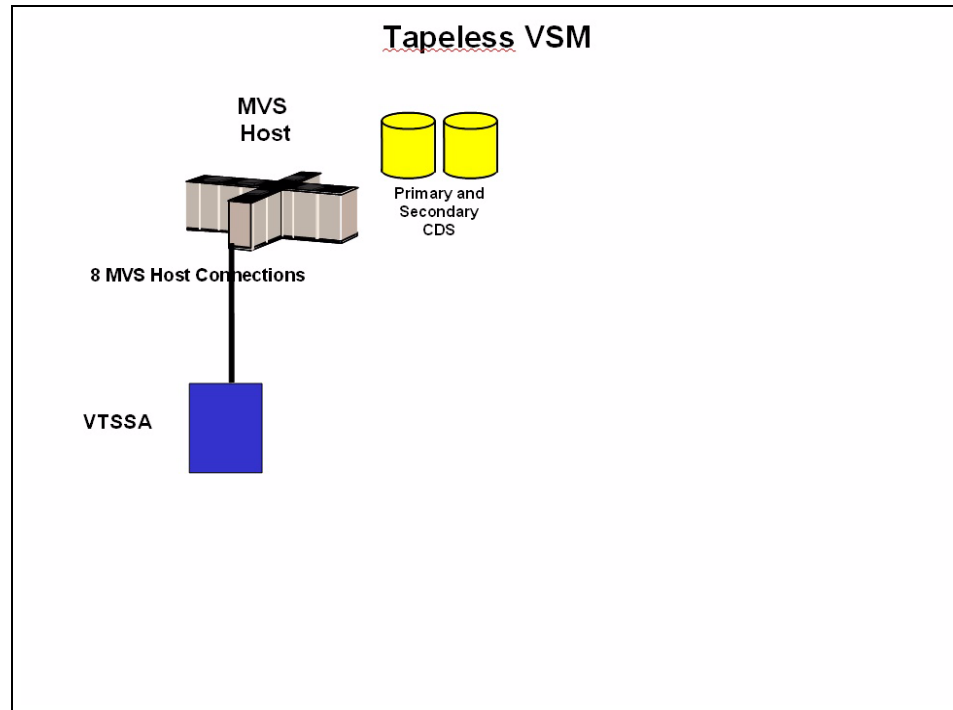 Tapeless VSM
MVS
Host
Primary and
Secondary
CDS
8 MVS Host Connections
VTSSA